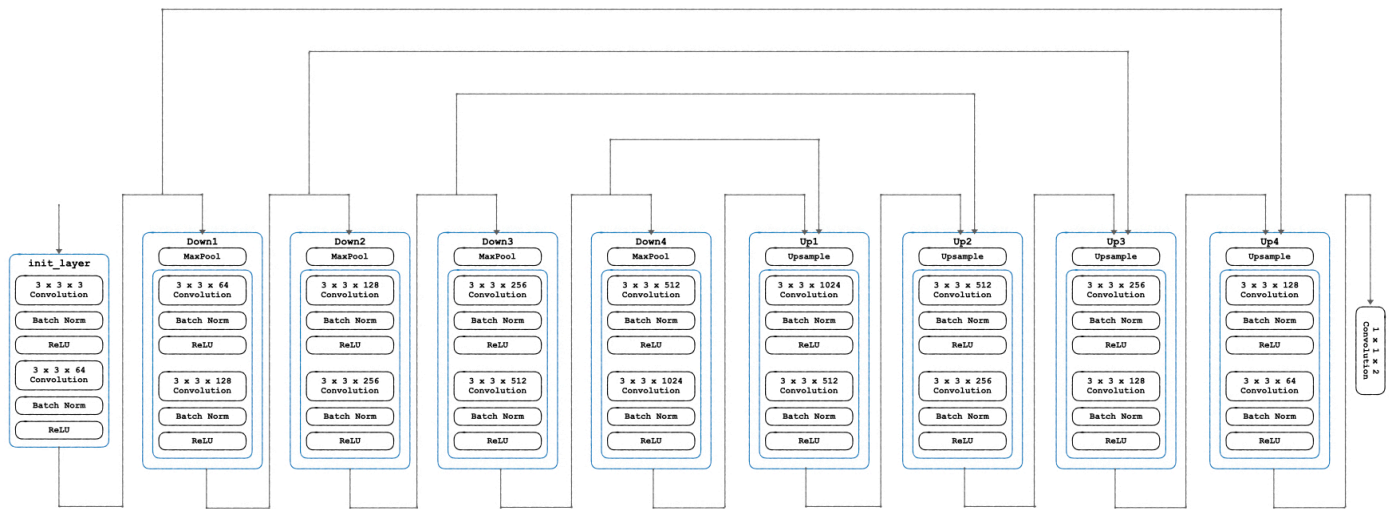 init_layer
3 x 3 x 3
Convolution
Batch Norm
ReLU
3 x 3 x 64
Convolution
Batch Norm
ReLU
Down1
MaxPool
3 x 3 x 64
Convolution
Batch Norm
ReLU
3 x 3 x 128
Convolution
Batch Norm
ReLU
Down2
MaxPool
3 x 3 x 128
Convolution
Batch Norm
ReLU
3 x 3 x 256
Convolution
Batch Norm
ReLU
Down3
MaxPool
3 x 3 x 256
Convolution
Batch Norm
ReLU
3 x 3 x 512
Convolution
Batch Norm
ReLU
Down4
MaxPool
3 x 3 x 512
Convolution
Batch Norm
ReLU
3 x 3 x 1024
Convolution
Batch Norm
ReLU
Up1
Upsample
3 x 3 x 1024
Convolution
Batch Norm
ReLU
3 x 3 x 512
Convolution
Batch Norm
ReLU
Up2
Upsample
3 x 3 x 512
Convolution
Batch Norm
ReLU
3 x 3 x 256
Convolution
Batch Norm
ReLU
Up3
Upsample
3 x 3 x 256
Convolution
Batch Norm
ReLU
3 x 3 x 128
Convolution
Batch Norm
ReLU
Up4
Upsample
3 x 3 x 128
Convolution
Batch Norm
ReLU
3 x 3 x 64
Convolution
Batch Norm
ReLU
1 x 1 x 2
Convolution